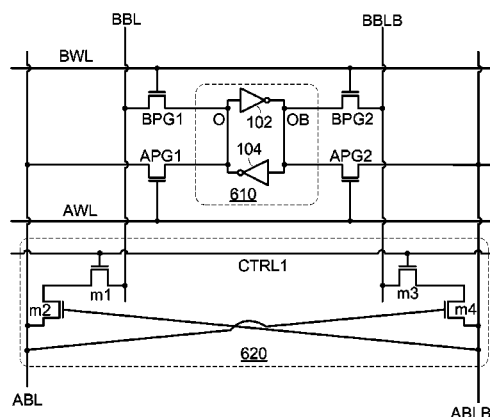 BBL BBLB
BWL
BPG1 O 102 OB BPG2
APG1 104 APG2
610
AWL
CTRL1
m1 m3
m2 m4
620
ABL ABLB